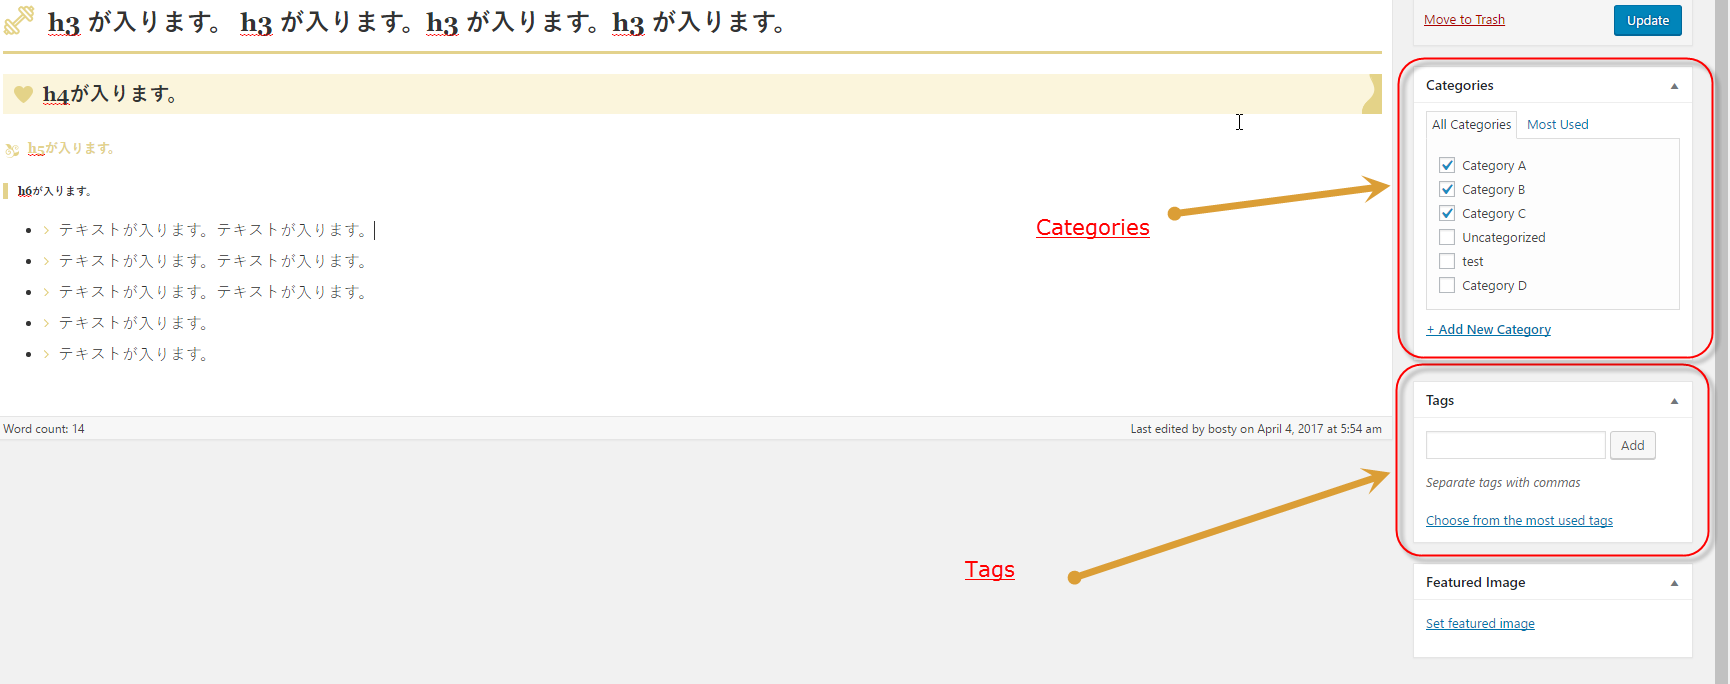 h3 が入ります。 h3 が入ります。h3 が入ります。h3 が入ります。
h4が入ります。
h5が入ります。
h6が入ります。
テキストが入ります。テキストが入ります。
テキストが入ります。テキストが入ります。
テキストが入ります。テキストが入ります。
テキストが入ります。
テキストが入ります。
Word count: 14
Last edited by bosty on April 4, 2017 at 5:54 am
Categories
Tags
Move to Trash
Update
Categories
All Categories
Most Used
Category A
Category B
Category C
Uncategorized
test
Category D
+ Add New Category
Tags
Add
Separate tags with commas
Choose from the most used tags
Featured Image
Set featured image